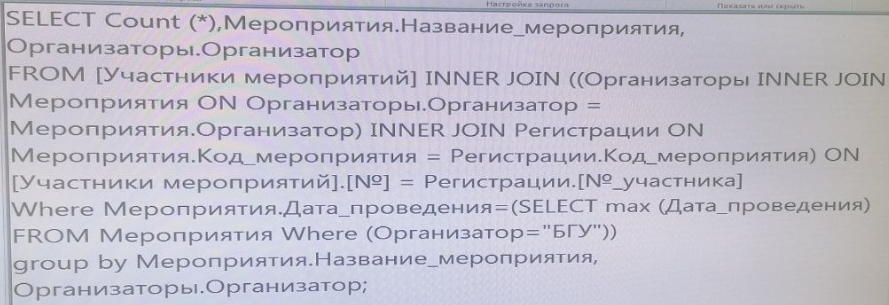 Настройка запроса
Показать или скрыть
SELECT Count (*),Мероприятия.Название_мероприятия,
Организаторы.Организатор
FROM [Участники мероприятий] INNER JOIN ((Организаторы INNER JOIN
Мероприятия ON Организаторы.Организатор =
Мероприятия.Организатор) INNER JOIN Регистрации ON
Мероприятия.Код_мероприятия = Регистрации.Код_мероприятия) ON
[Участники мероприятий].[№] = Регистрации.[№_участника]
Where Мероприятия.Дата_проведения=(SELECT max (Дата_проведения)
FROM Мероприятия Where (Организатор="БГУ"))
group by Мероприятия.Название_мероприятия,
Организаторы.Организатор;